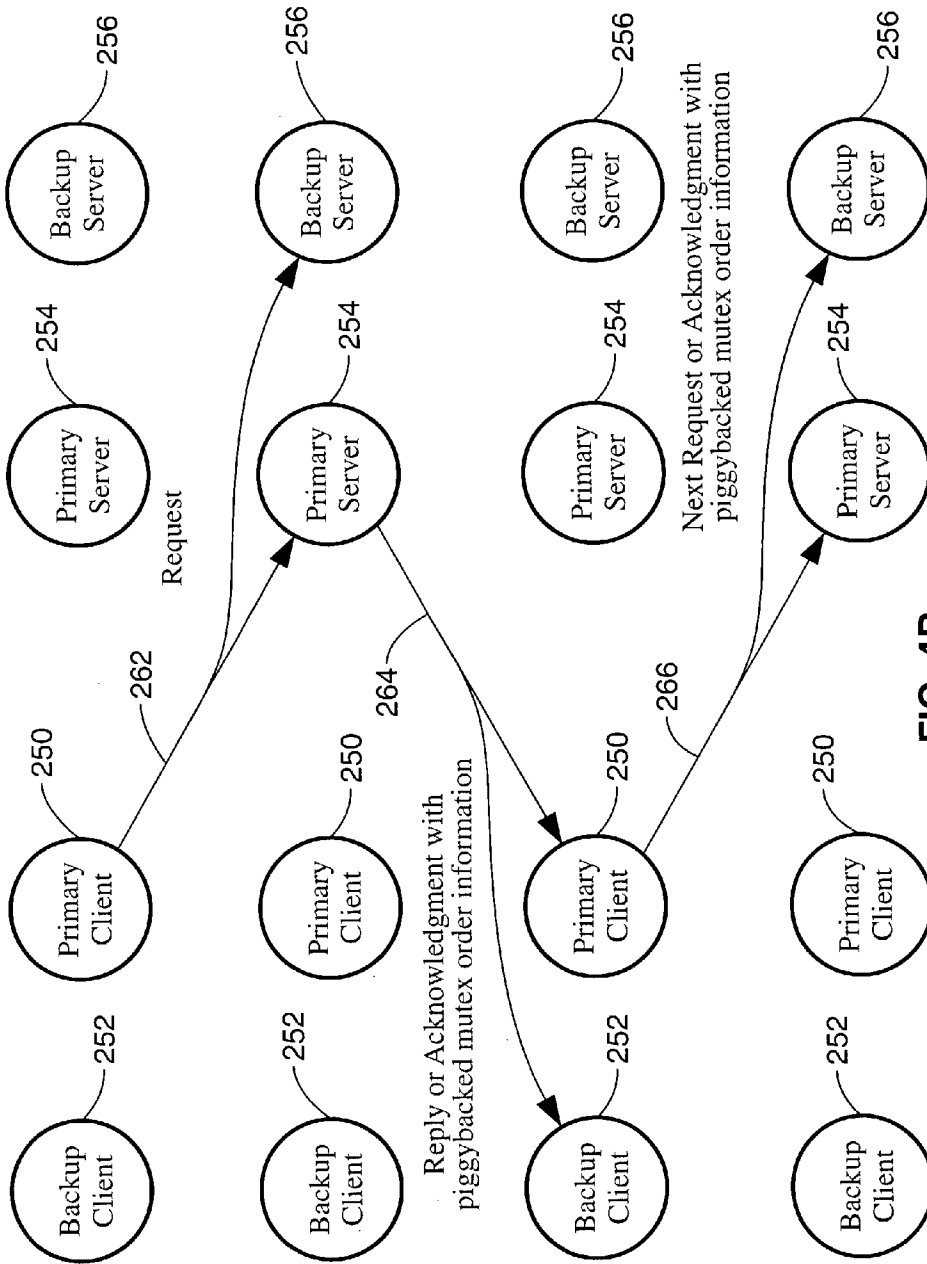 Backup
Client
252
Primary
Client
250
Primary
Server
254
Backup
Server
256
262
Request
Backup
Client
252
Primary
Client
250
Primary
Server
254
Backup
Server
256
Reply or Acknowledgment with
piggybacked mutex order information
264
Backup
Client
252
Primary
Client
250
Primary
Server
254
Backup
Server
256
266
Next Request or Acknowledgment with
piggybacked mutex order information
Backup
Client
252
Primary
Client
250
Primary
Server
254
Backup
Server
256
FIG.